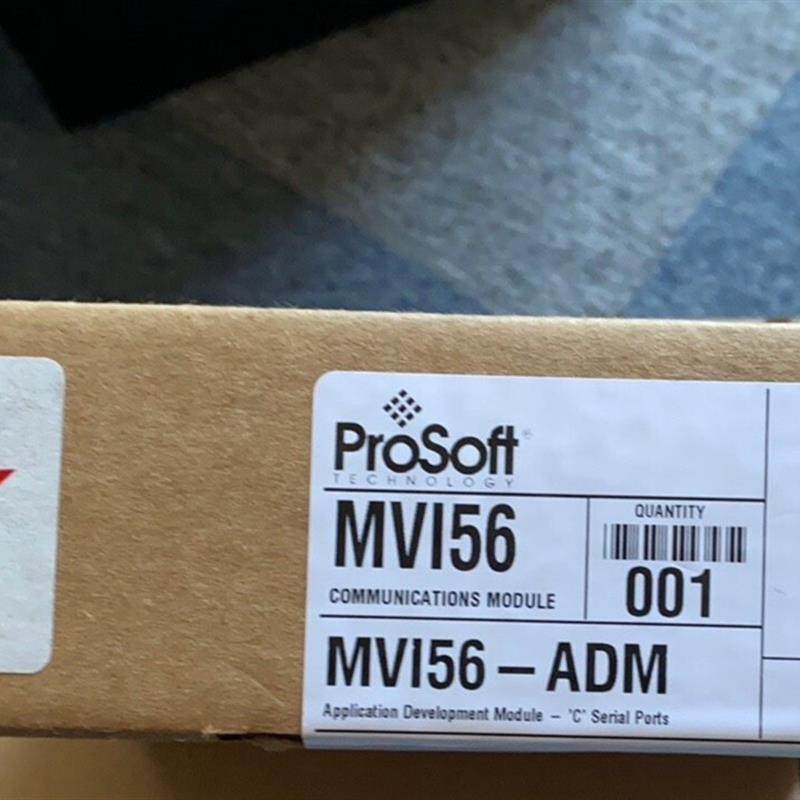 ProSoft®
TECHNOLOGY
MVI56
COMMUNICATIONS MODULE
QUANTITY
001
MVI56 – ADM
Application Development Module – 'C' Serial Ports